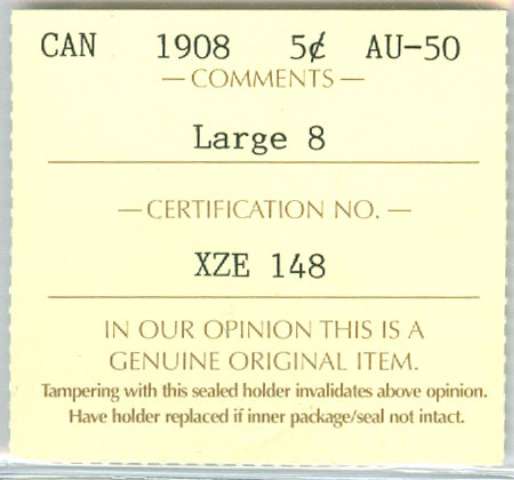 CAN 1908 5¢ AU-50
— COMMENTS —
Large 8
— CERTIFICATION NO. —
XZE 148
IN OUR OPINION THIS IS A
GENUINE ORIGINAL ITEM.
Tampering with this sealed holder invalidates above opinion.
Have holder replaced if inner package/seal not intact.